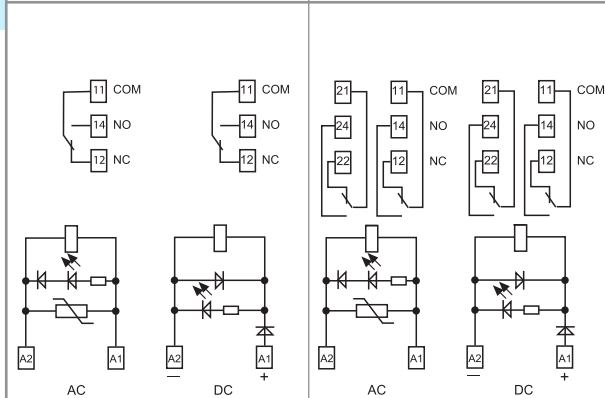 11 COM 11 COM 21 11 COM 21 11 COM
14 NO 14 NO 24 14 NO 24 14 NO
12 NC 12 NC 22 12 NC 22 12 NC
A2 A1 A2 A1 A2 A1 A2 A1
— + — +
AC DC AC DC